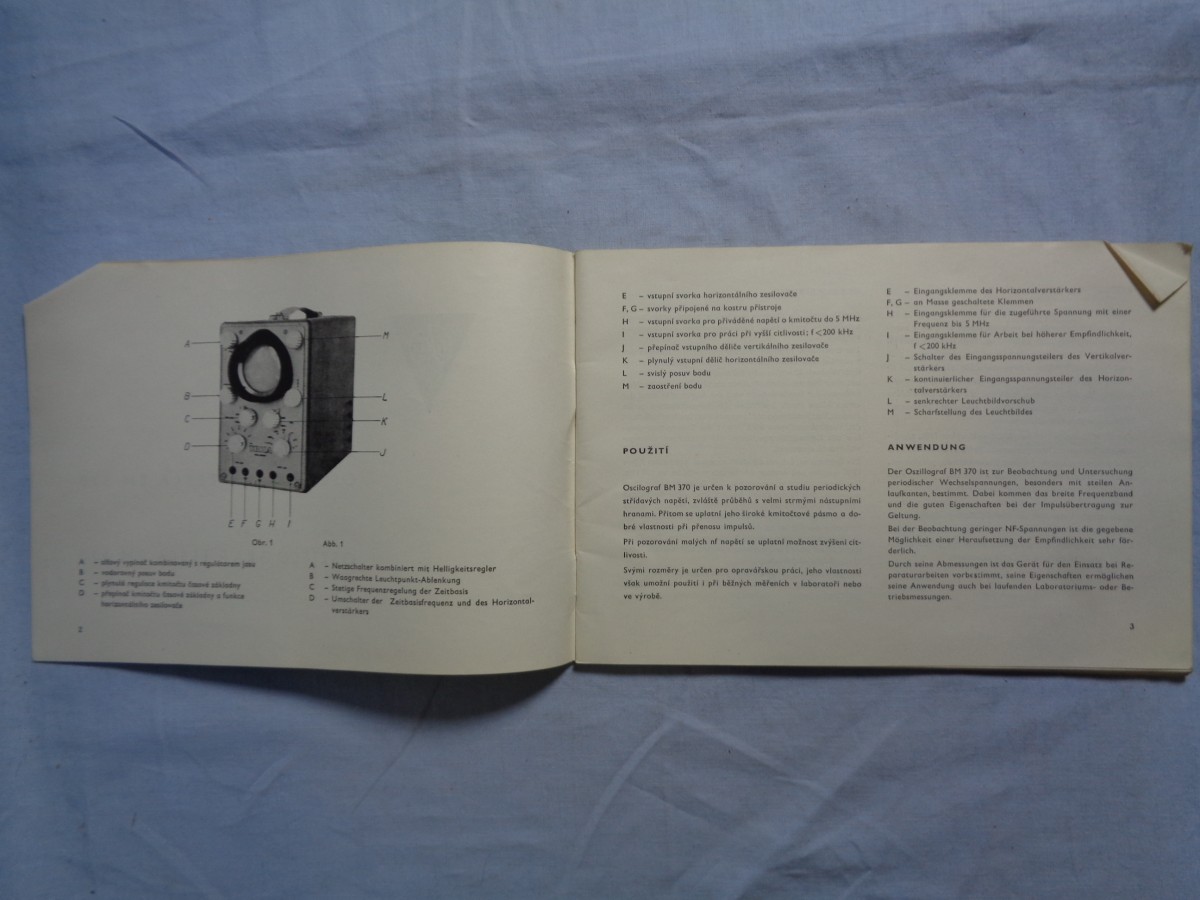 A
B
C
D
M
L
K
J
E F G H I
Obr. 1
Abb. 1
A – síťový vypínač kombinovaný s regulátorem jasu
B – vodorovný posuv bodu
C – plynulá regulace kmitočtu časové základny
D – přepínač kmitočtu časové základny a funkce
horizontálního zesilovače
A – Netzschalter kombiniert mit Helligkeitsregler
B – Waagrechte Leuchtpunkt-Ablenkung
C – Stetige Frequenzregelung der Zeitbasis
D – Umschalter der Zeitbasisfrequenz und des Horizontal-
verstärkers
2
E – vstupní svorka horizontálního zesilovače
F, G – svorky připojené na kostru přístroje
H – vstupní svorka pro přiváděné napětí o kmitočtu do 5 MHz
I – vstupní svorka pro práci při vyšší citlivosti; f < 200 kHz
J – přepínač vstupního děliče vertikálního zesilovače
K – plynulý vstupní dělič horizontálního zesilovače
L – svislý posuv bodu
M – zaostření bodu
POUŽITÍ
Oscilograf BM 370 je určen k pozorování a studiu periodických
střídavých napětí, zvláště průběhů s velmi strmými nástupními
hranami. Přitom se uplatní jeho široké kmitočtové pásmo a do-
bré vlastnosti při přenosu impulsů.
Při pozorování malých nf napětí se uplatní možnost zvýšení cit-
livosti.
Svými rozměry je určen pro opravářskou práci, jeho vlastnosti
však umožní použití i při běžných měřeních v laboratoři nebo
ve výrobě.
E – Eingangsklemme des Horizontalverstärkers
F, G – an Masse geschaltete Klemmen
H – Eingangsklemme für die zugeführte Spannung mit einer
Frequenz bis 5 MHz
I – Eingangsklemme für Arbeit bei höherer Empfindlichkeit,
f < 200 kHz
J – Schalter des Eingangsspannungsteilers des Vertikalver-
stärkers
K – kontinuierlicher Eingangsspannungsteiler des Horizon-
talverstärkers
L – senkrechter Leuchtbildvorschub
M – Scharfstellung des Leuchtbildes
ANWENDUNG
Der Oszillograf BM 370 ist zur Beobachtung und Untersuchung
periodischer Wechselspannungen, besonders mit steilen An-
laufkanten, bestimmt. Dabei kommen das breite Frequenzband
und die guten Eigenschaften bei der Impulsübertragung zur
Geltung.
Bei der Beobachtung geringer NF-Spannungen ist die gegebene
Möglichkeit einer Heraufsetzung der Empfindlichkeit sehr för-
derlich.
Durch seine Abmessungen ist das Gerät für den Einsatz bei Re-
paraturarbeiten vorbestimmt, seine Eigenschaften ermöglichen
seine Anwendung auch bei laufenden Laboratoriums- oder Be-
triebsmessungen.
3